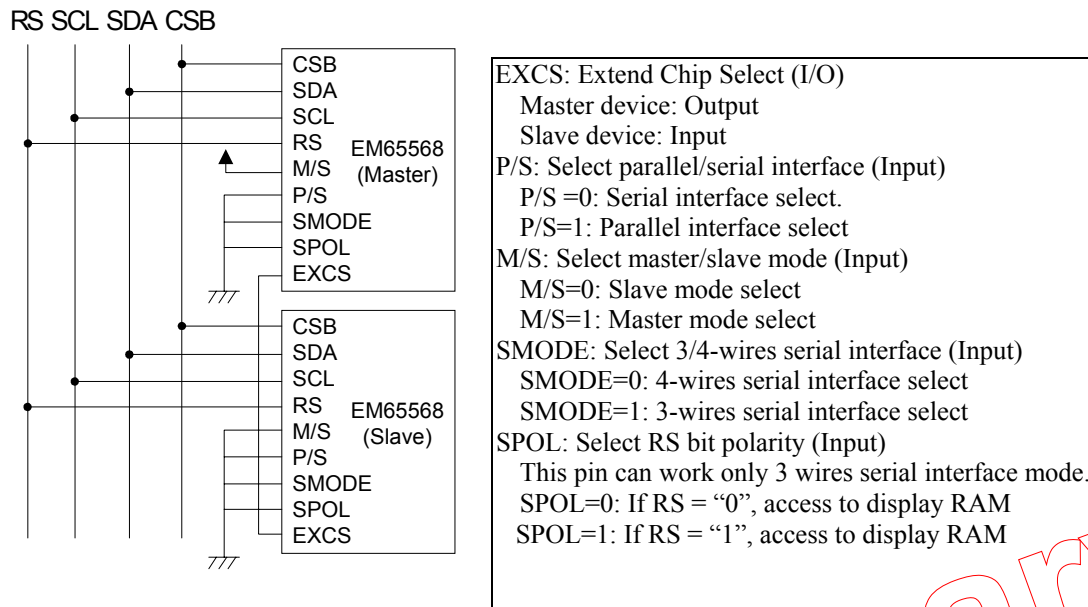 RS SCL SDA CSB
CSB
SDA
SCL
RS
M/S
P/S
SMODE
SPOL
EXCS
EM65568
(Master)
CSB
SDA
SCL
RS
M/S
P/S
SMODE
SPOL
EXCS
EM65568
(Slave)
EXCS: Extend Chip Select (I/O)
Master device: Output
Slave device: Input
P/S: Select parallel/serial interface (Input)
P/S =0: Serial interface select.
P/S=1: Parallel interface select
M/S: Select master/slave mode (Input)
M/S=0: Slave mode select
M/S=1: Master mode select
SMODE: Select 3/4-wires serial interface (Input)
SMODE=0: 4-wires serial interface select
SMODE=1: 3-wires serial interface select
SPOL: Select RS bit polarity (Input)
This pin can work only 3 wires serial interface mode.
SPOL=0: If RS = “0”, access to display RAM
SPOL=1: If RS = “1”, access to display RAM